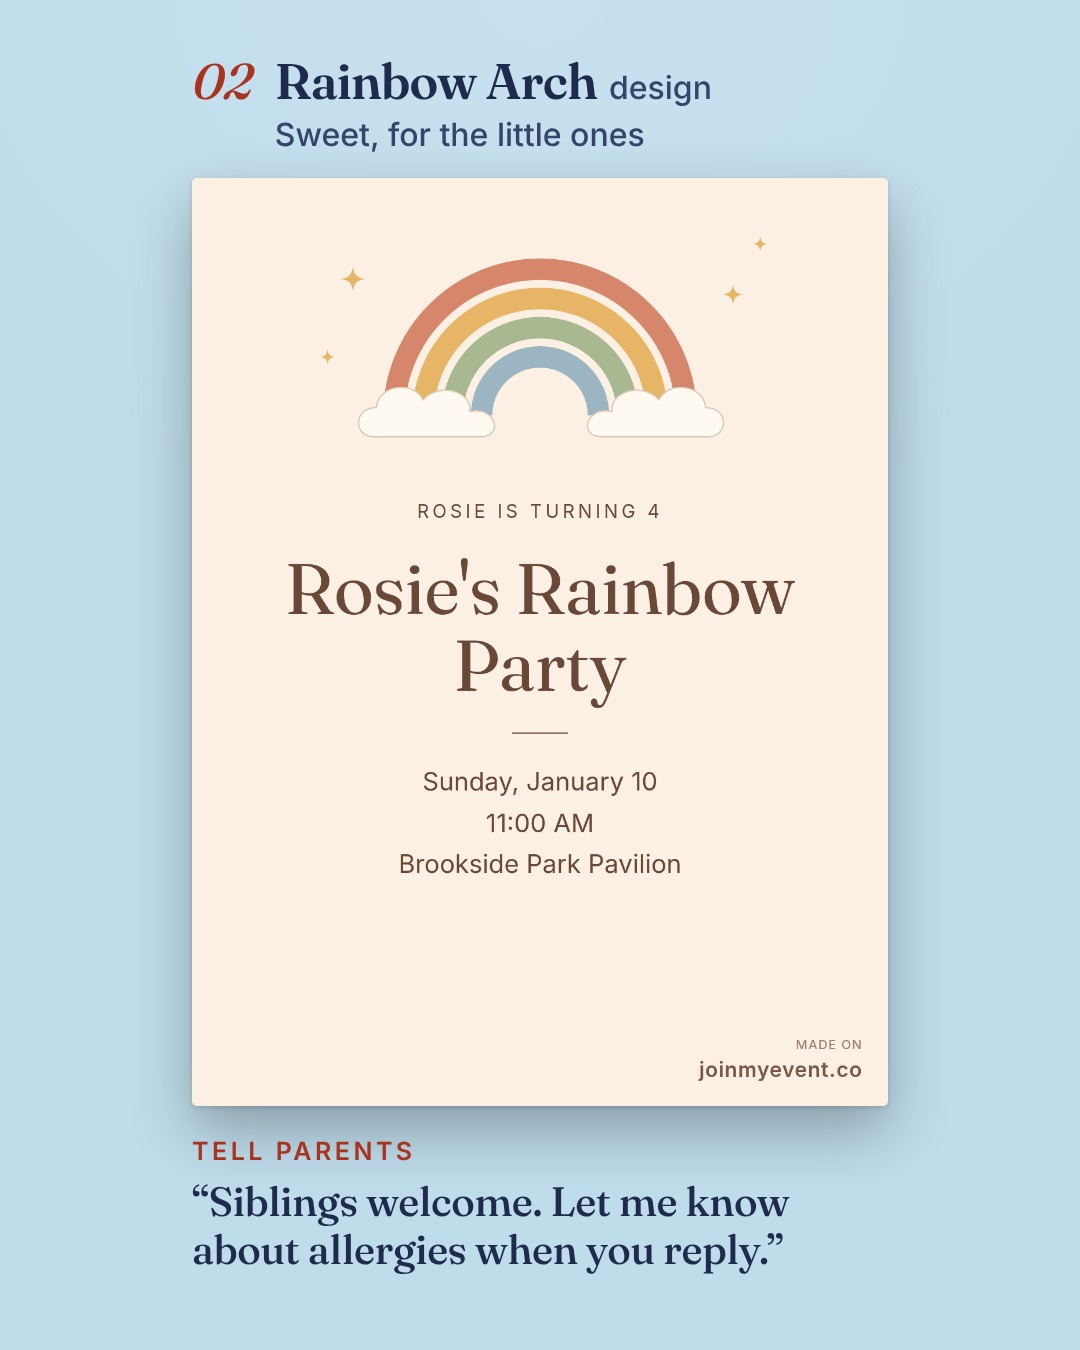 02 Rainbow Arch design
Sweet, for the little ones
ROSIE IS TURNING 4
Rosie's Rainbow
Party
Sunday, January 10
11:00 AM
Brookside Park Pavilion
MADE ON
joinmyevent.co
TELL PARENTS
“Siblings welcome. Let me know
about allergies when you reply.”